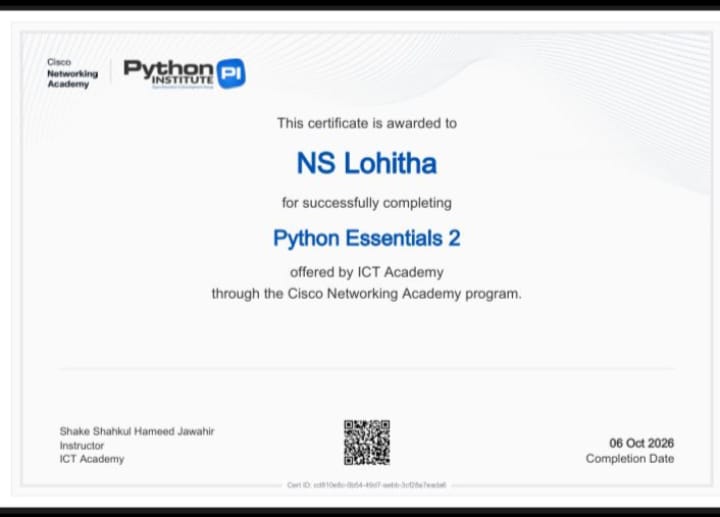 Cisco
Networking
Academy
Python PI
INSTITUTE
This certificate is awarded to
NS Lohitha
for successfully completing
Python Essentials 2
offered by ICT Academy
through the Cisco Networking Academy program.
Shake Shahkul Hameed Jawahir
Instructor
ICT Academy
06 Oct 2026
Completion Date
Cert ID: